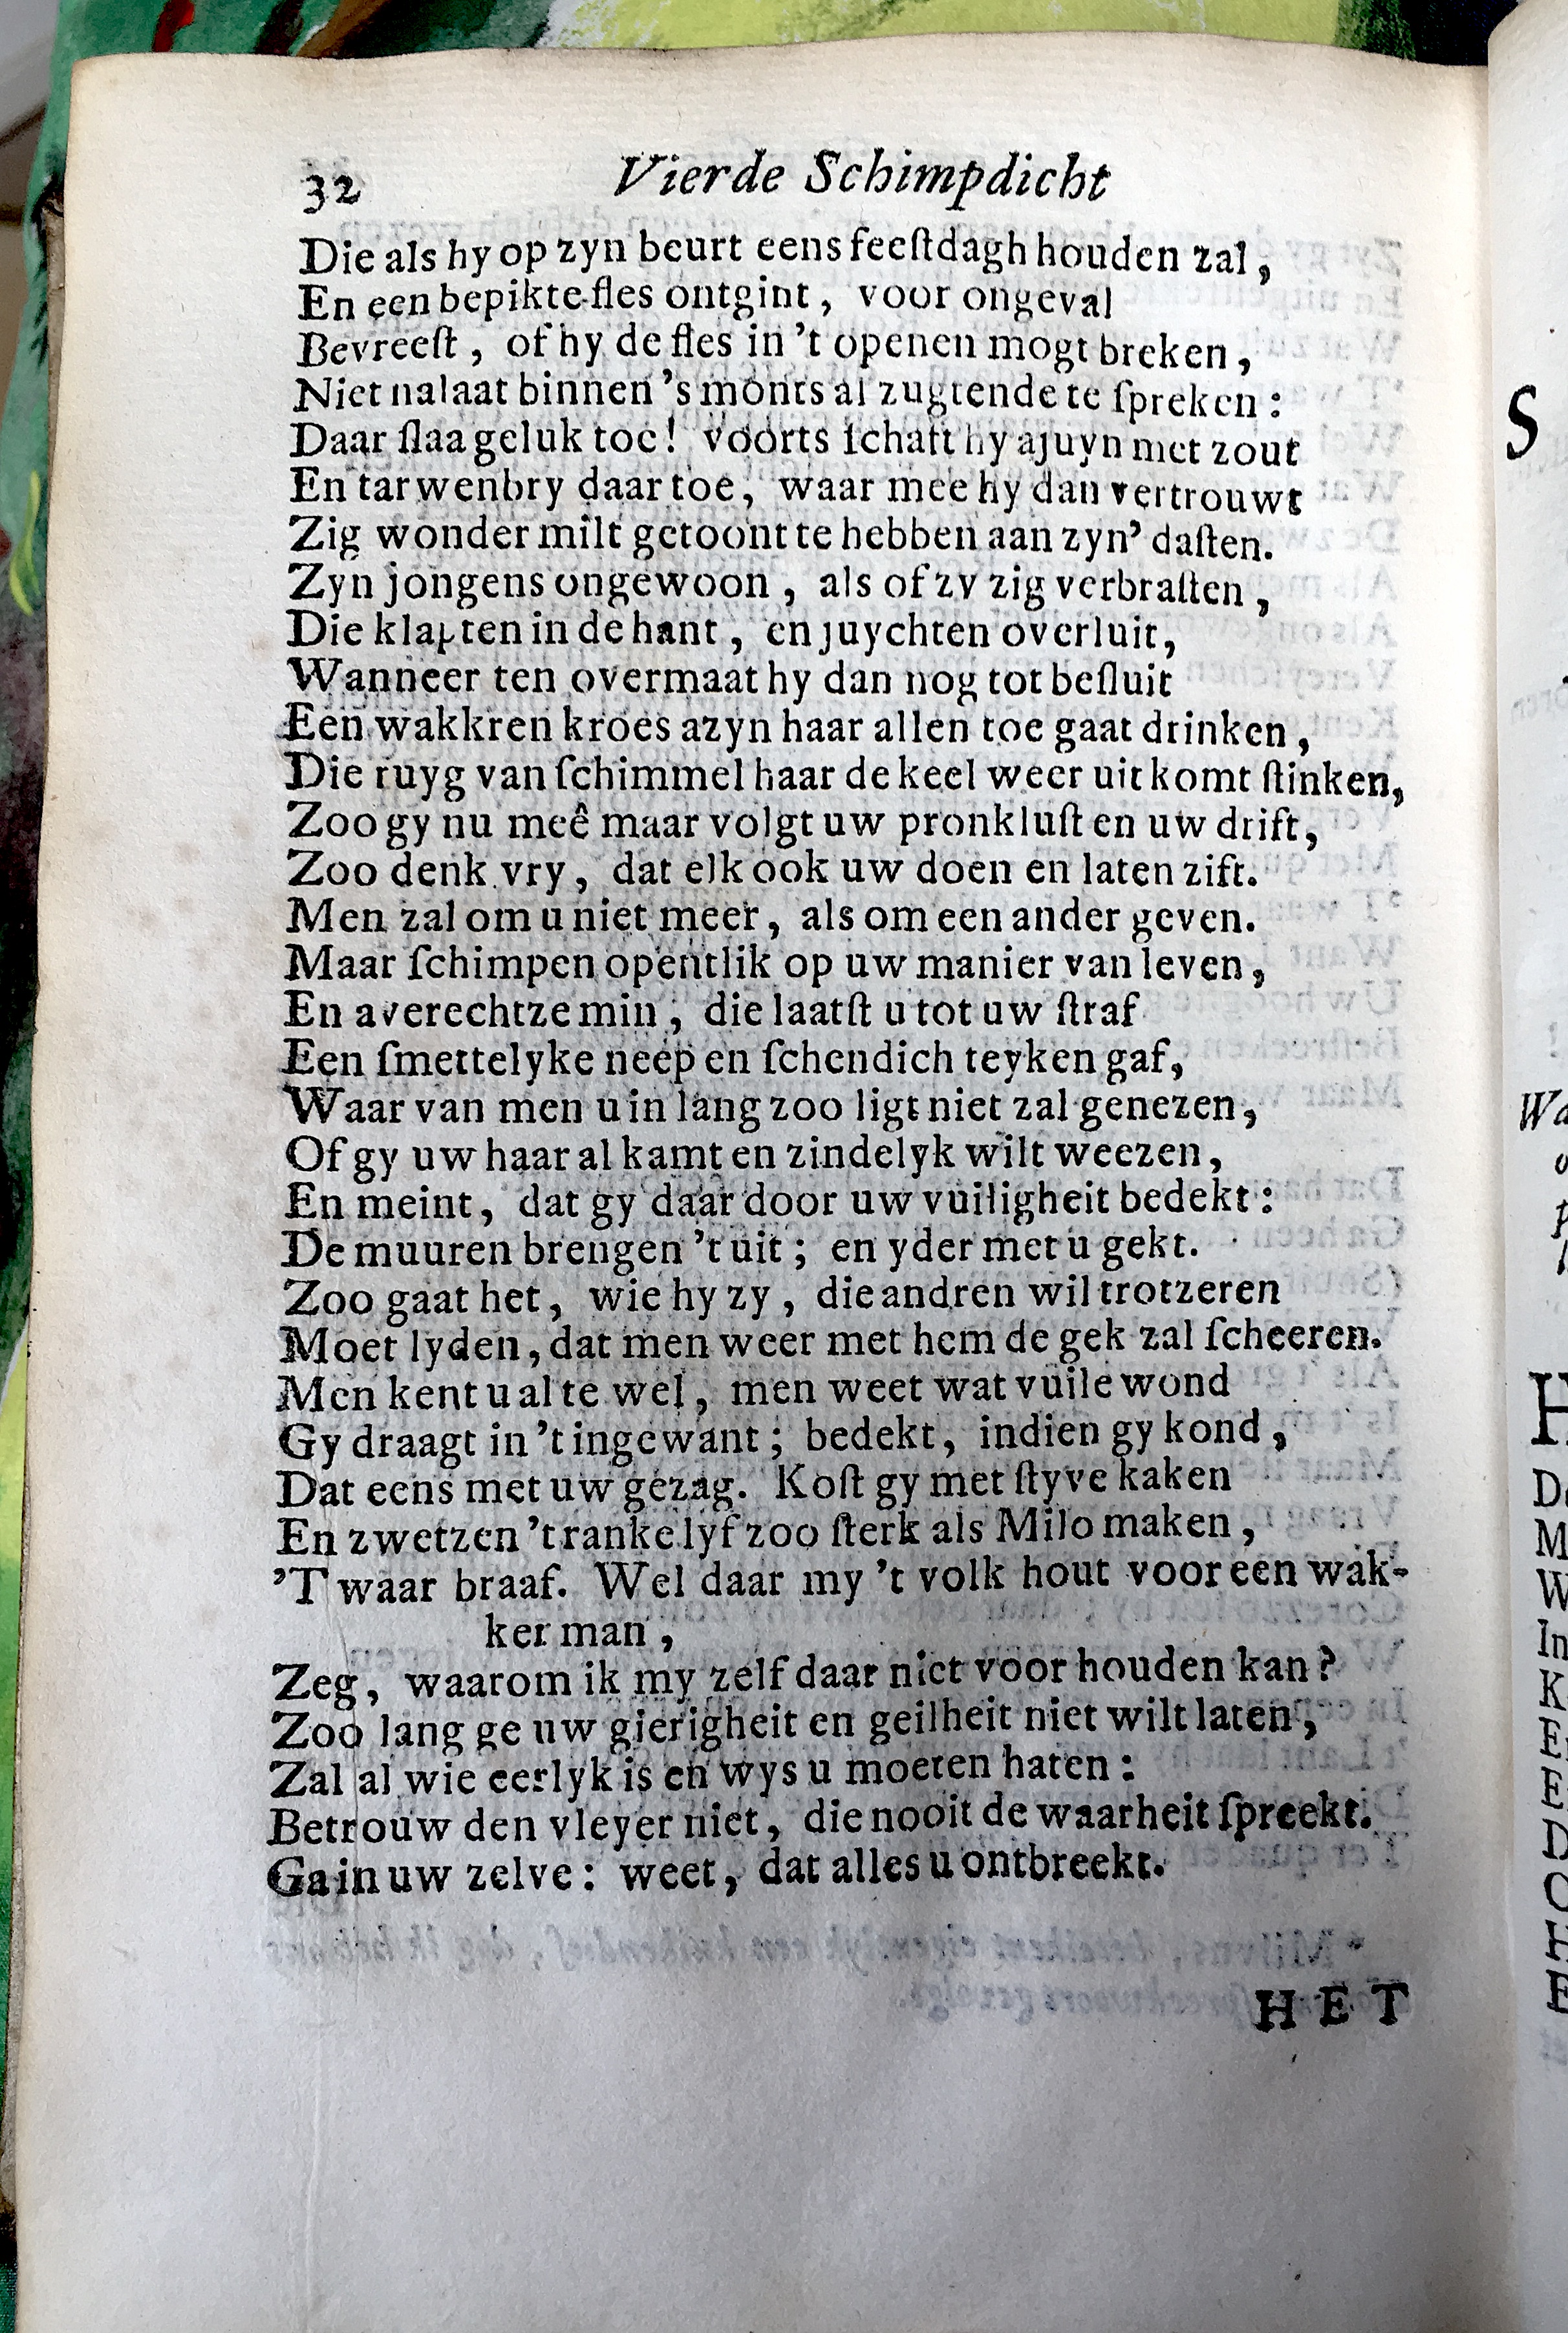 32 Vierde Schimpdicht
Die als hy op zyn beurt eens feeſtdagh houden zal,
En een bepikte fles ontgint, voor ongeval
Bevreeſt, of hy de fles in 't openen mogt breken,
Niet nalaat binnen 's monts al zugtende te ſpreken:
Daar ſlaa geluk toe! voorts ſchaft hy ajuyn met zout
En tarwenbry daar toe, waar mee hy dan vertrouwt
Zig wonder milt getoont te hebben aan zyn' daſten.
Zyn jongens ongewoon, als of zy zig verbraſten,
Die klapten in de hant, en juychten overluit,
Wanneer ten overmaat hy dan nog tot beſluit
Een wakkren kroes azyn haar allen toe gaat drinken,
Die ruyg van ſchimmel haar de keel weer uit komt ſtinken,
Zoo gy nu meê maar volgt uw pronkluſt en uw drift,
Zoo denk vry, dat elk ook uw doen en laten zift.
Men zal om u niet meer, als om een ander geven.
Maar ſchimpen opentlik op uw manier van leven,
En averechtze min, die laatſt u tot uw ſtraf
Een ſmettelyke neep en ſchendich teyken gaf,
Waar van men u in lang zoo ligt niet zal genezen,
Of gy uw haar al kamt en zindelyk wilt weezen,
En meint, dat gy daar door uw vuiligheit bedekt:
De muuren brengen 't uit; en yder met u gekt.
Zoo gaat het, wie hy zy, die andren wil trotzeren
Moet lyden, dat men weer met hem de gek zal ſcheeren.
Men kent u al te wel, men weet wat vuile wond
Gy draagt in 't ingewant; bedekt, indien gy kond,
Dat eens met uw gezag. Koſt gy met ſtyve kaken
En zwetzen 't ranke lyf zoo ſterk als Milo maken,
'T waar braaf. Wel daar my 't volk hout voor een wak-
ker man,
Zeg, waarom ik my zelf daar niet voor houden kan?
Zoo lang ge uw gierigheit en geilheit niet wilt laten,
Zal al wie eerlyk is en wys u moeten haten:
Betrouw den vleyer niet, die nooit de waarheit ſpreekt.
Ga in uw zelve: weet, dat alles u ontbreekt.
HET